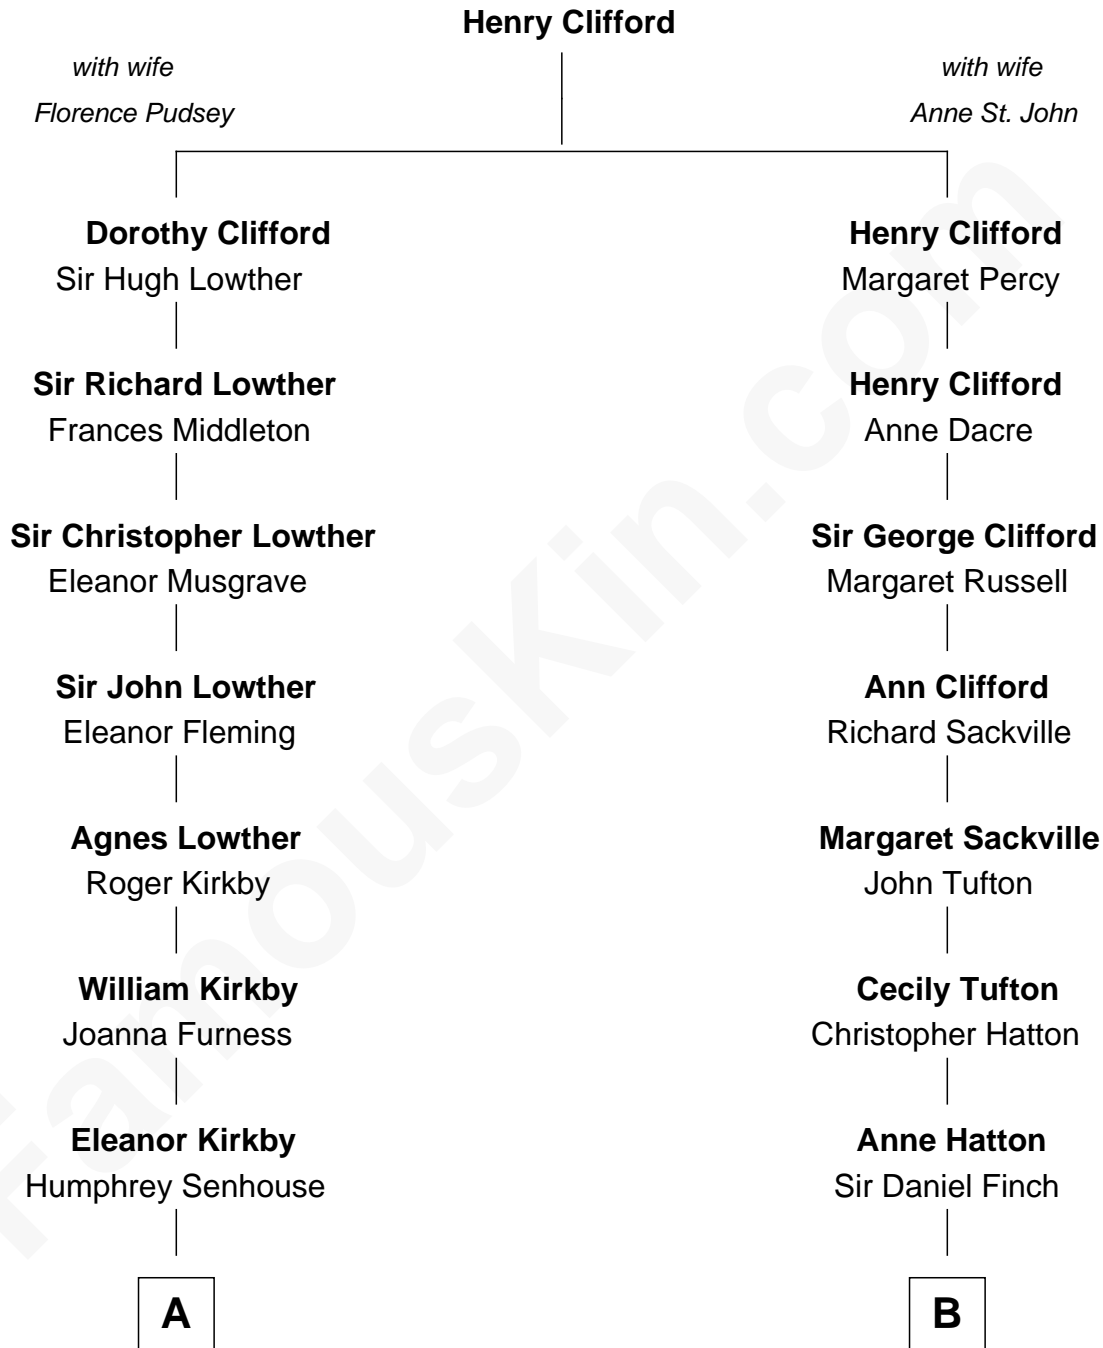 Henry Clifford
with wife
Florence Pudsey
with wife
Anne St. John
Dorothy Clifford
Sir Hugh Lowther
Henry Clifford
Margaret Percy
Sir Richard Lowther
Frances Middleton
Henry Clifford
Anne Dacre
Sir Christopher Lowther
Eleanor Musgrave
Sir George Clifford
Margaret Russell
Sir John Lowther
Eleanor Fleming
Ann Clifford
Richard Sackville
Agnes Lowther
Roger Kirkby
Margaret Sackville
John Tufton
William Kirkby
Joanna Furness
Cecily Tufton
Christopher Hatton
Eleanor Kirkby
Humphrey Senhouse
Anne Hatton
Sir Daniel Finch
A
B
FamousKin.com